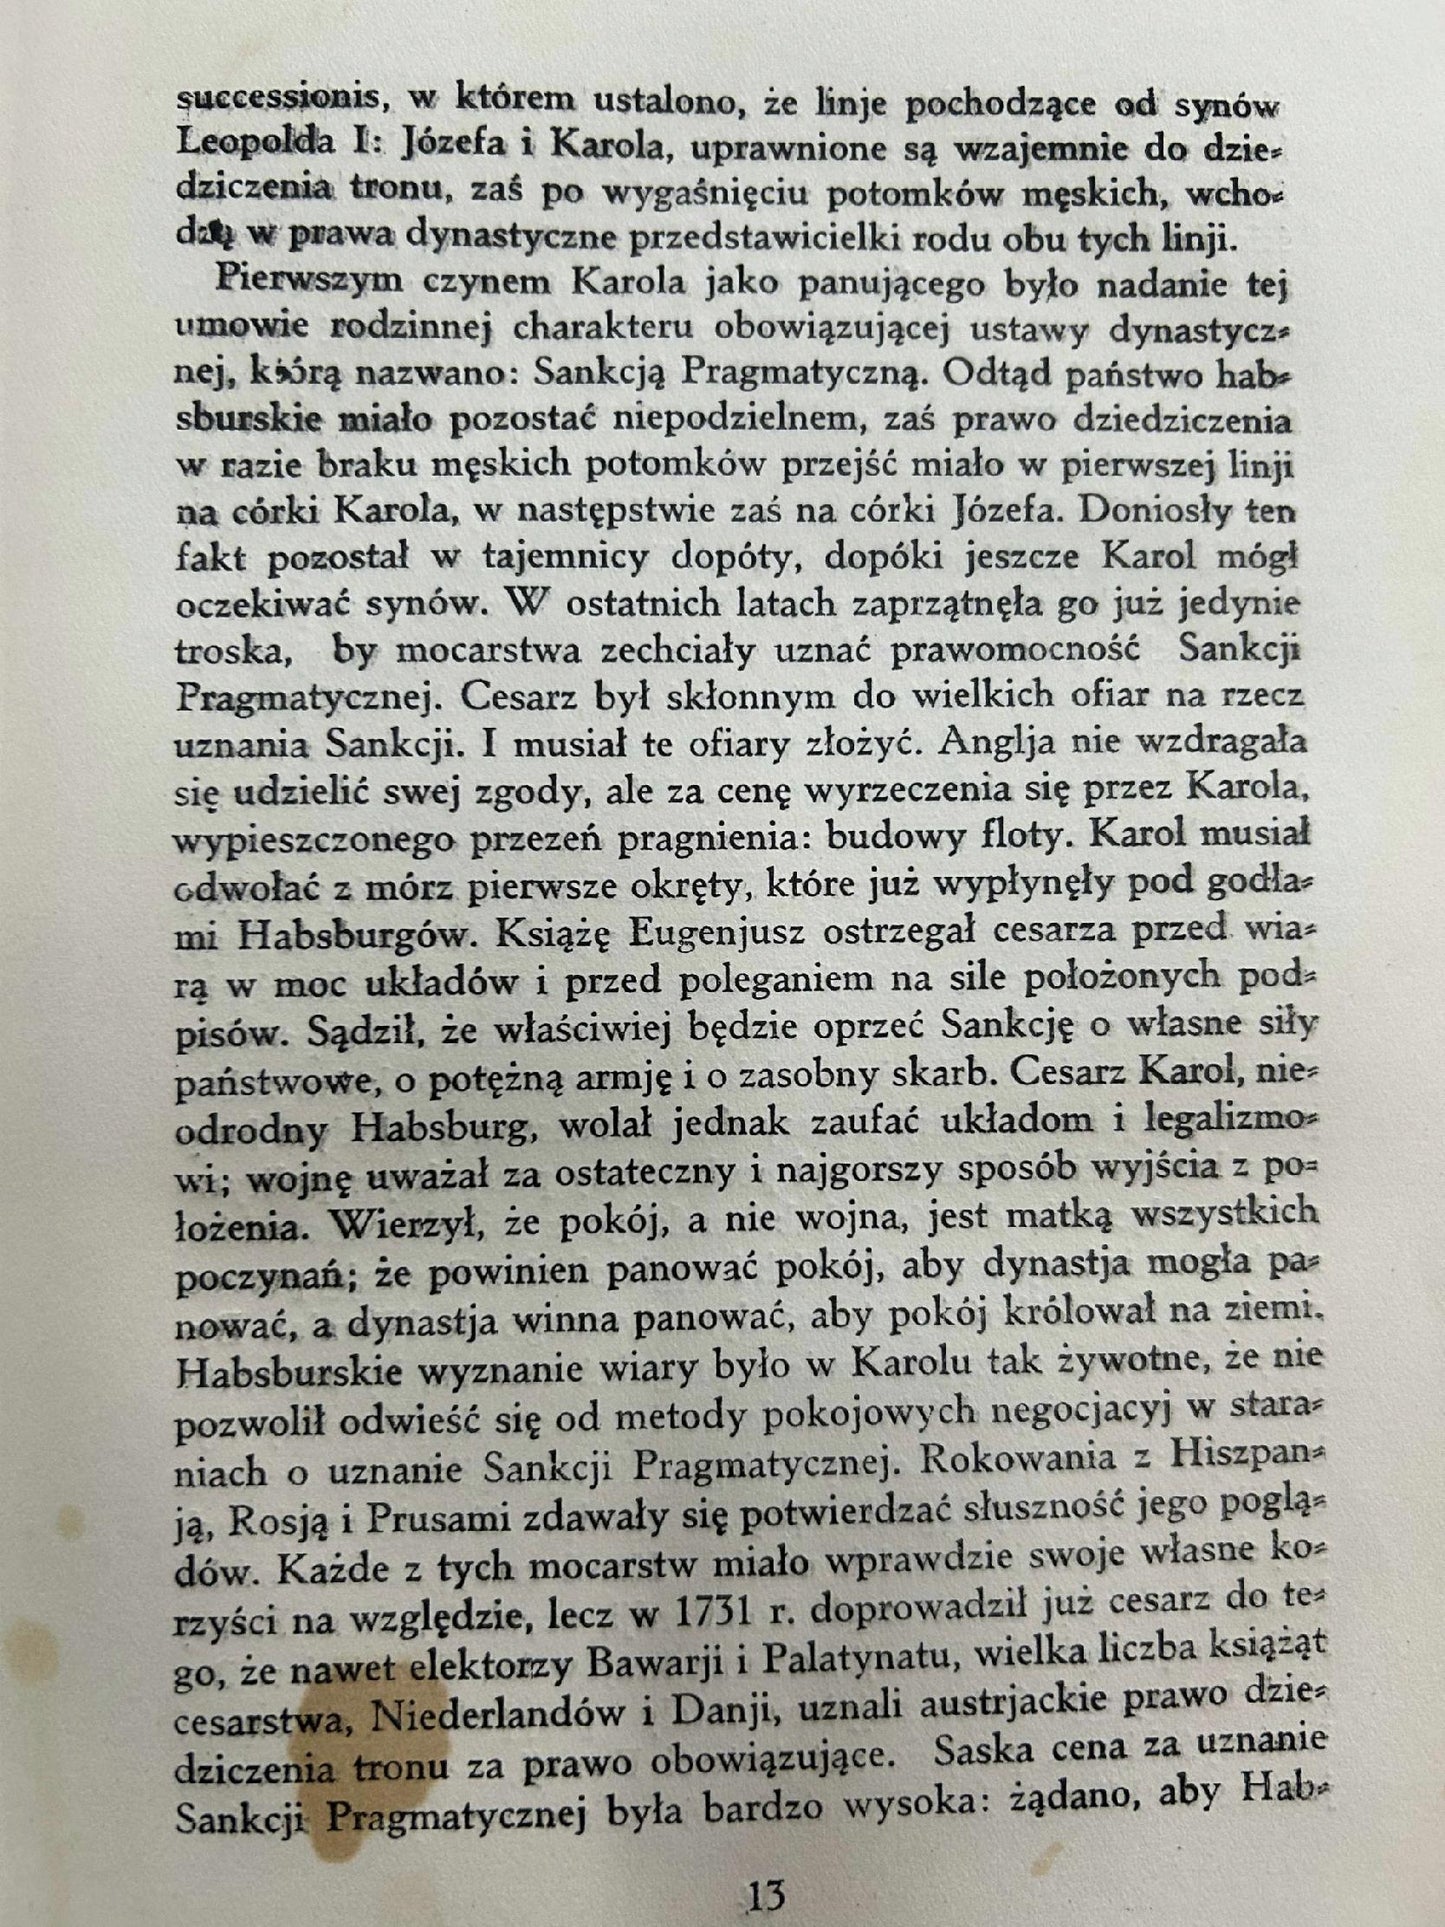 successionis, w którem ustalono, że linje pochodzące od synów
Leopolda I: Józefa i Karola, uprawnione są wzajemnie do dzie-
dziczenia tronu, zaś po wygaśnięciu potomków męskich, wcho-
dzą w prawa dynastyczne przedstawicielki rodu obu tych linji.
Pierwszym czynem Karola jako panującego było nadanie tej
umowie rodzinnej charakteru obowiązującej ustawy dynastycz-
nej, którą nazwano: Sankcją Pragmatyczną. Odtąd państwo hab-
sburskie miało pozostać niepodzielnem, zaś prawo dziedziczenia
w razie braku męskich potomków przejść miało w pierwszej linji
na córki Karola, w następstwie zaś na córki Józefa. Doniosły ten
fakt pozostał w tajemnicy dopóty, dopóki jeszcze Karol mógł
oczekiwać synów. W ostatnich latach zaprzątnęła go już jedynie
troska, by mocarstwa zechciały uznać prawomocność Sankcji
Pragmatycznej. Cesarz był skłonnym do wielkich ofiar na rzecz
uznania Sankcji. I musiał te ofiary złożyć. Anglja nie wzdragała
się udzielić swej zgody, ale za cenę wyrzeczenia się przez Karola,
wypieszczonego przezeń pragnienia: budowy floty. Karol musiał
odwołać z mórz pierwsze okręty, które już wypłynęły pod godła-
mi Habsburgów. Książę Eugenjusz ostrzegał cesarza przed wia-
rą w moc układów i przed poleganiem na sile położonych pod-
pisów. Sądził, że właściwiej będzie oprzeć Sankcję o własne siły
państwowe, o potężną armję i o zasobny skarb. Cesarz Karol, nie-
odrodny Habsburg, wolał jednak zaufać układom i legalizmo-
wi; wojnę uważał za ostateczny i najgorszy sposób wyjścia z po-
łożenia. Wierzył, że pokój, a nie wojna, jest matką wszystkich
poczynań; że powinien panować pokój, aby dynastja mogła pa-
nować, a dynastja winna panować, aby pokój królował na ziemi.
Habsburskie wyznanie wiary było w Karolu tak żywotne, że nie
pozwolił odwieść się od metody pokojowych negocjacyj w stara-
niach o uznanie Sankcji Pragmatycznej. Rokowania z Hiszpan-
ją, Rosją i Prusami zdawały się potwierdzać słuszność jego poglą-
dów. Każde z tych mocarstw miało wprawdzie swoje własne ko-
rzyści na względzie, lecz w 1731 r. doprowadził już cesarz do te-
go, że nawet elektorzy Bawarji i Palatynatu, wielka liczba książąt
cesarstwa, Niederlandów i Danji, uznali austrjackie prawo dzie-
dziczenia tronu za prawo obowiązujące. Saska cena za uznanie
Sankcji Pragmatycznej była bardzo wysoka: żądano, aby Hab-
13